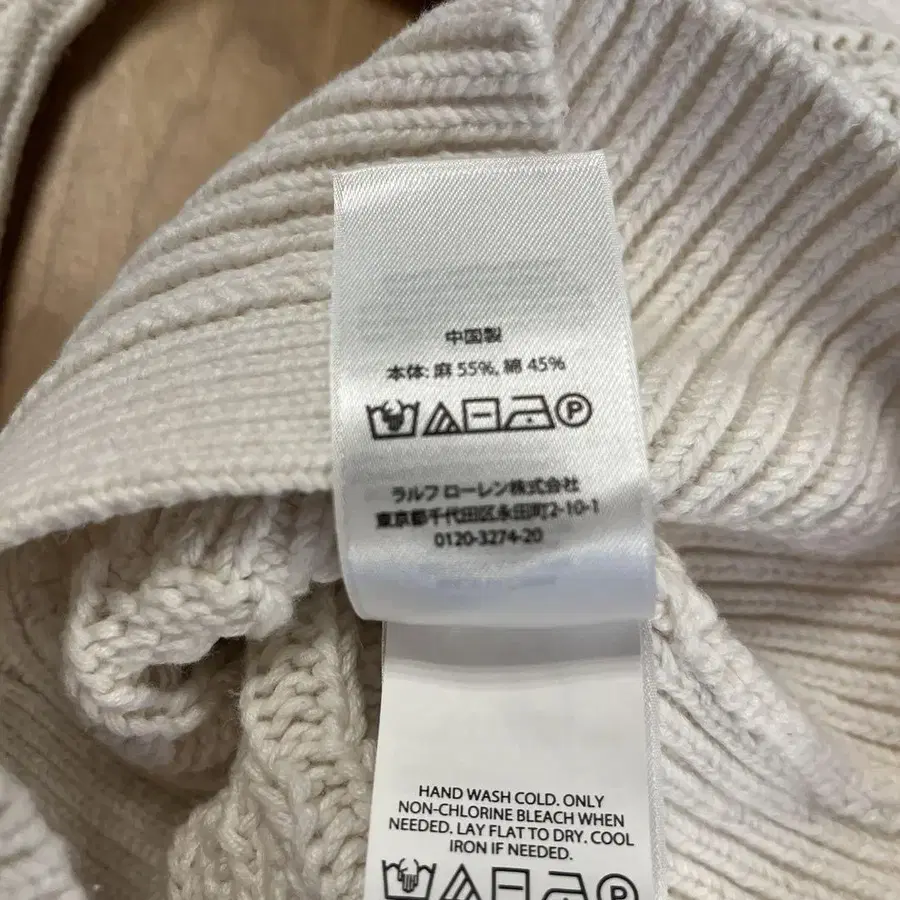 中国製
本体: 麻 55%, 綿 45%
P
ラルフ ローレン株式会社
東京都千代田区永田町2-10-1
0120-3274-20
HAND WASH COLD. ONLY
NON-CHLORINE BLEACH WHEN
NEEDED. LAY FLAT TO DRY. COOL
IRON IF NEEDED.
P